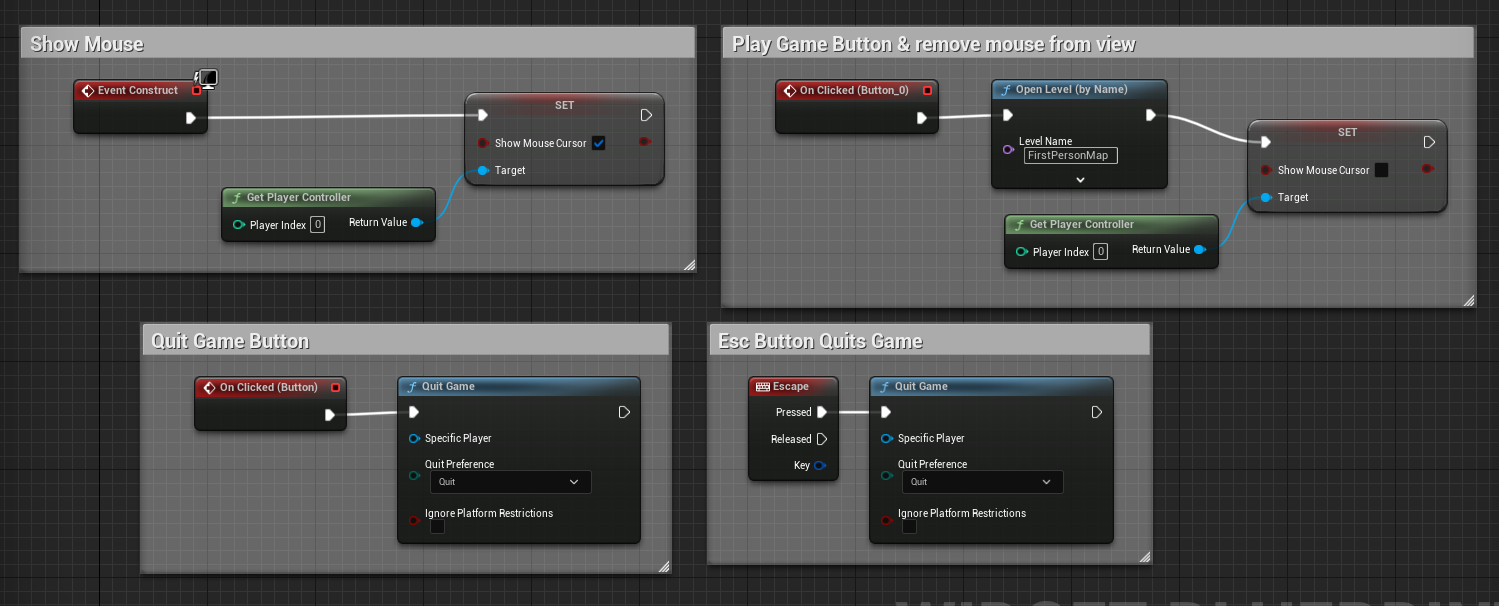 Show Mouse
Event Construct
SET
Show Mouse Cursor
Target
f Get Player Controller
Player Index 0 Return Value
Play Game Button & remove mouse from view
On Clicked (Button_0)
f Open Level (by Name)
Level Name
FirstPersonMap
SET
Show Mouse Cursor
Target
f Get Player Controller
Player Index 0 Return Value
Quit Game Button
On Clicked (Button)
f Quit Game
Specific Player
Quit Preference
Quit
Ignore Platform Restrictions
Esc Button Quits Game
Escape
Pressed
Released
Key
f Quit Game
Specific Player
Quit Preference
Quit
Ignore Platform Restrictions